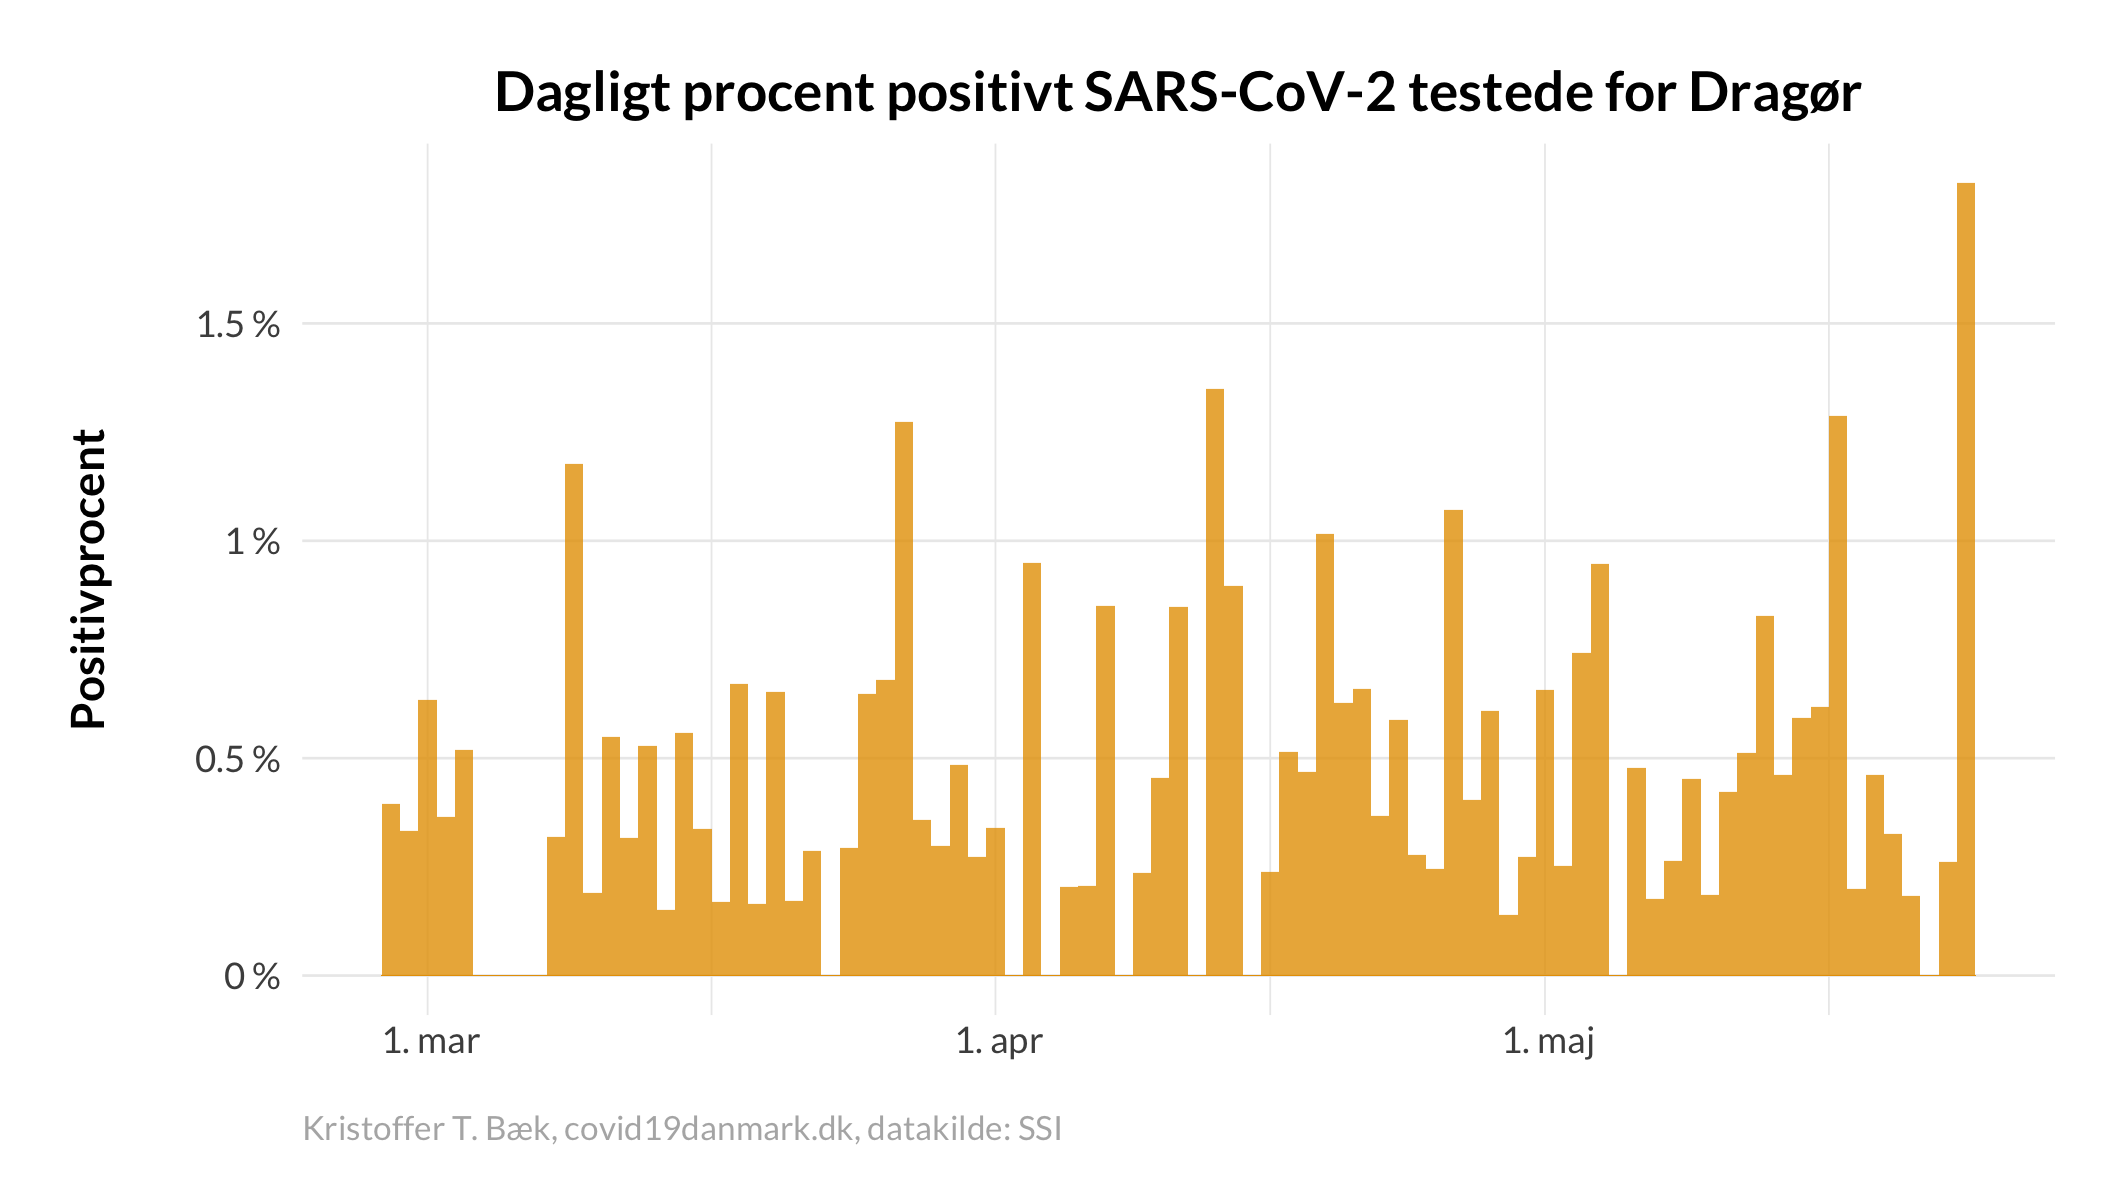 Dagligt procent positivt SARS-CoV-2 testede for Dragør
Positivprocent
1.5 %
1 %
0.5 %
0 %
1. mar
1. apr
1. maj
Kristoffer T. Bæk, covid19danmark.dk, datakilde: SSI